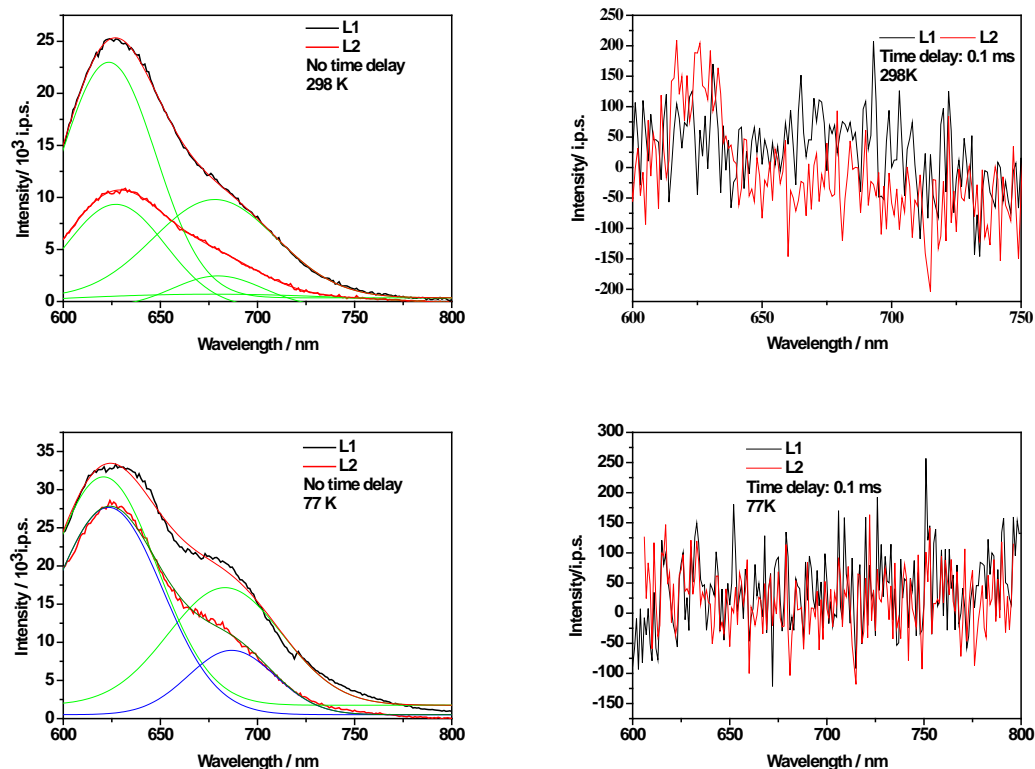 L1
L2
No time delay
298 K
Intensity/ 10³ i.p.s.
25
20
15
10
5
0
600 650 700 750 800
Wavelength / nm
L1 L2
Time delay: 0.1 ms
298K
Intensity/ i.p.s.
250
200
150
100
50
0
-50
-100
150
-200
600 650 700 750
Wavelength / nm
L1
L2
No time delay
77 K
Intensity / 10³i.p.s.
35
30
25
20
15
10
5
0
600 650 700 750 800
Wavelength / nm
L1
L2
Time delay: 0.1 ms
77K
Intensity/i.p.s.
300
250
200
150
100
50
0
-50
-100
-150
600 650 700 750 800
Wavelength / nm